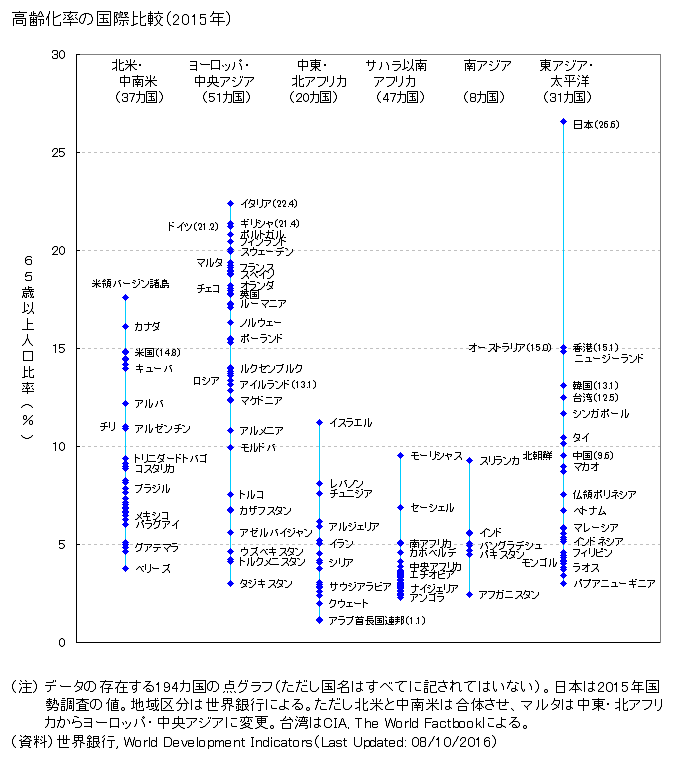 高齢化率の国際比較(2015年)
30
25
20
15
10
5
0
65歳以上人口比率(%)
北米・
中南米
(37カ国)
ヨーロッパ・
中央アジア
(51カ国)
中東・
北アフリカ
(20カ国)
サハラ以南
アフリカ
(47カ国)
南アジア
(8カ国)
東アジア・
太平洋
(31カ国)
米領バージン諸島
カナダ
米国(14.8)
キューバ
アルバ
チリ
アルゼンチン
トリニダードトバゴ
コスタリカ
ブラジル
メキシコ
パラグアイ
グアテマラ
ベリーズ
イタリア(22.4)
ドイツ(21.2)
ギリシャ(21.4)
ポルトガル
フィンランド
スウェーデン
マルタ
フランス
スペイン
チェコ
オランダ
英国
ルーマニア
ノルウェー
ポーランド
ルクセンブルク
ロシア
アイルランド(13.1)
マケドニア
アルメニア
モルドバ
トルコ
カザフスタン
アゼルバイジャン
ウズベキスタン
トルクメニスタン
タジキスタン
イスラエル
レバノン
チュニジア
アルジェリア
イラン
シリア
サウジアラビア
クウェート
アラブ首長国連邦(1.1)
モーリシャス
セーシェル
南アフリカ
カボベルデ
中央アフリカ
エチオピア
ナイジェリア
アンゴラ
スリランカ
インド
バングラデシュ
パキスタン
アフガニスタン
日本(26.6)
オーストラリア(15.0)
香港(15.1)
ニュージーランド
韓国(13.1)
台湾(12.5)
シンガポール
タイ
北朝鮮
中国(9.6)
マカオ
仏領ポリネシア
ベトナム
マレーシア
インドネシア
フィリピン
モンゴル
ラオス
パプアニューギニア
(注) データの存在する194カ国の点グラフ(ただし国名はすべてに記されてはいない)。日本は2015年国
勢調査の値。地域区分は世界銀行による。ただし北米と中南米は合体させ、マルタは中東・北アフリ
カからヨーロッパ・中央アジアに変更。台湾はCIA, The World Factbookによる。
(資料) 世界銀行, World Development Indicators(Last Updated: 08/10/2016)